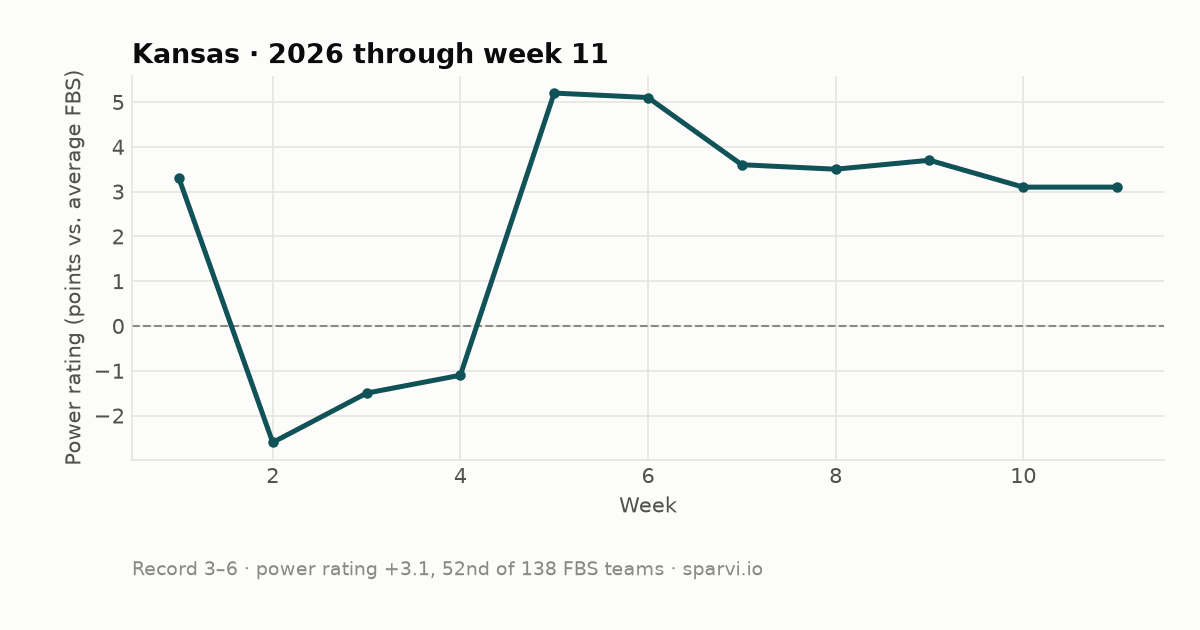 Kansas · 2026 through week 11
Power rating (points vs. average FBS)
5
4
3
2
1
0
−1
−2
2 4 6 8 10
Week
Record 3–6 · power rating +3.1, 52nd of 138 FBS teams · sparvi.io